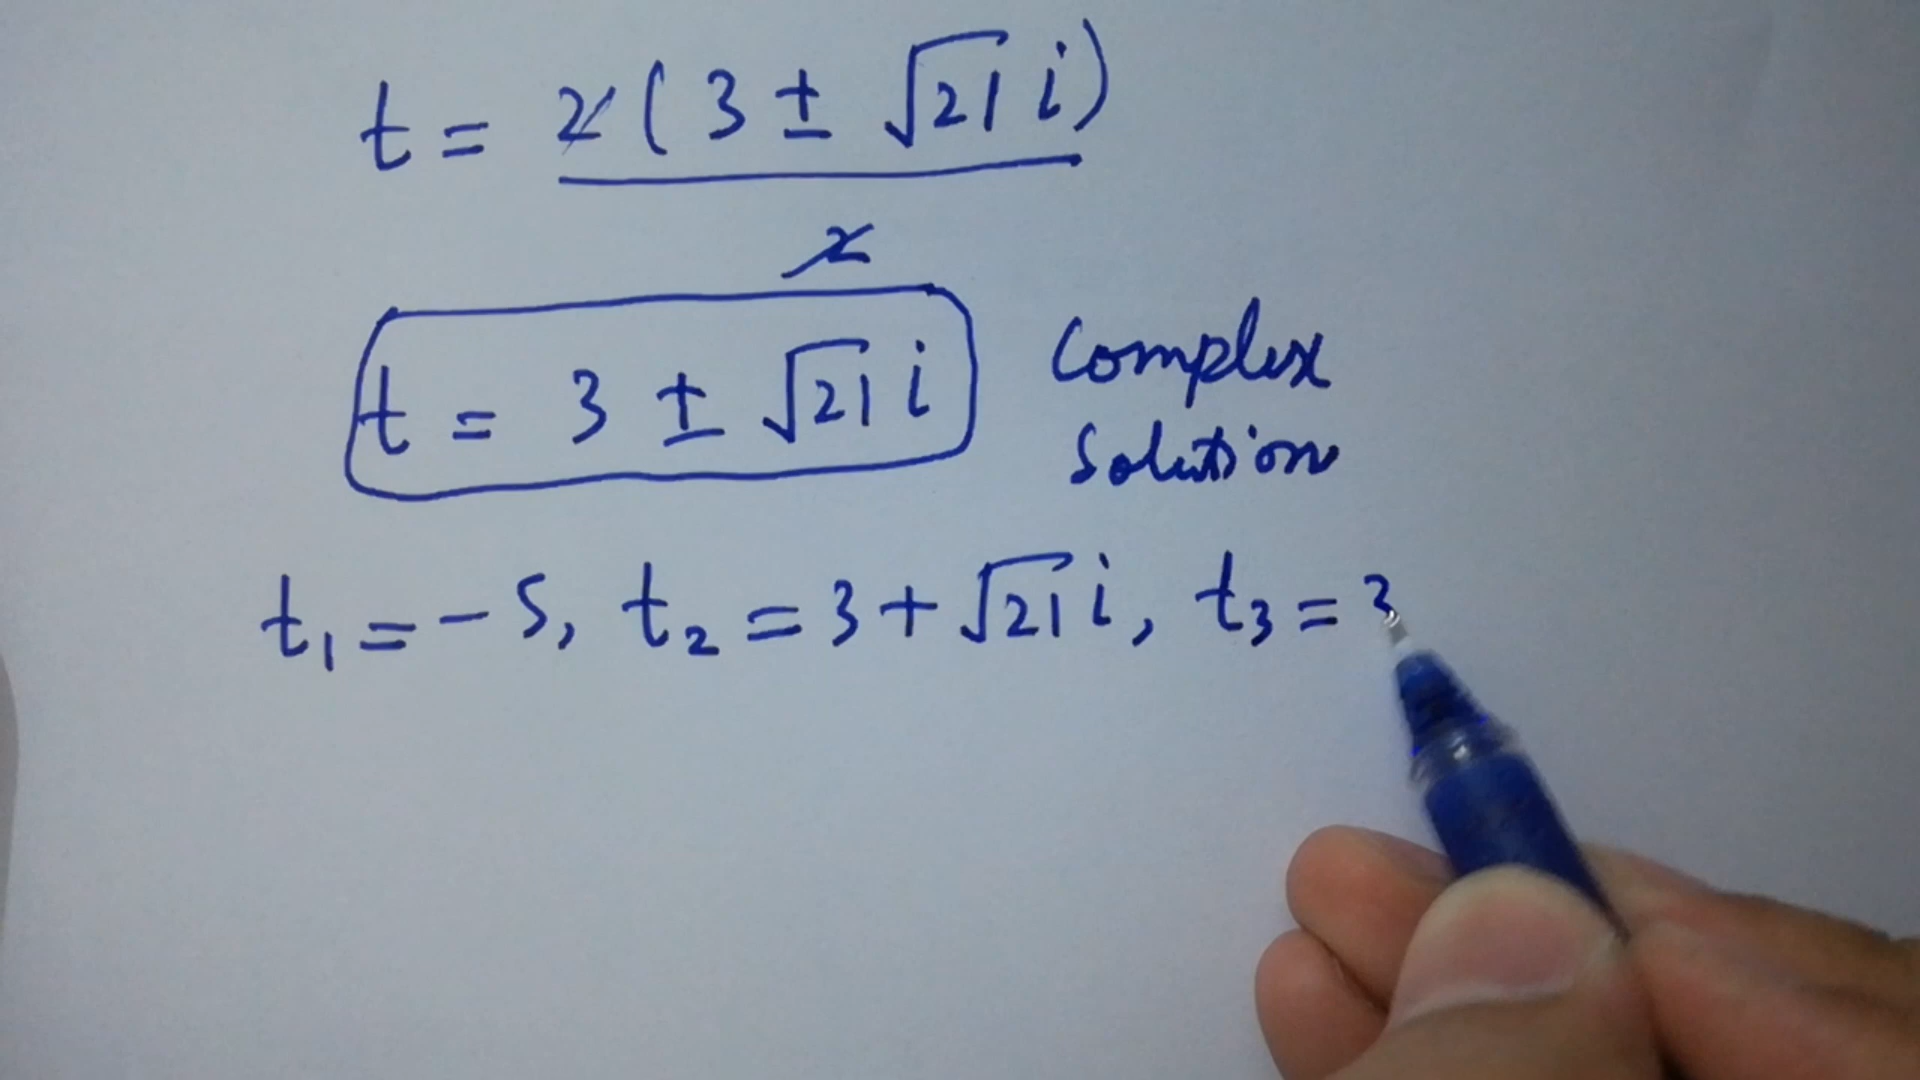 t = 2 ( 3 ± √21 i )
2
t = 3 ± √21 i
Complex
Solution
t₁ = - 5, t₂ = 3 + √21 i, t₃ = 3